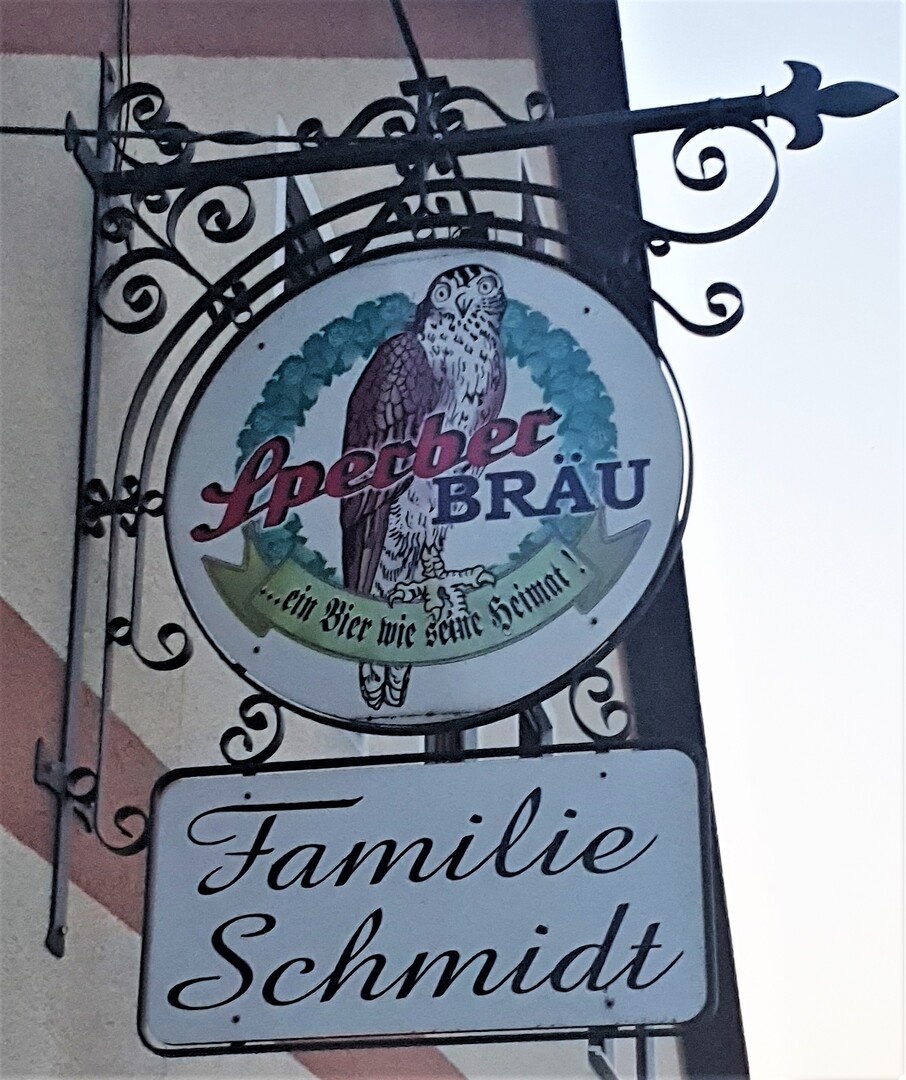 Sperber
BRÄU
...ein Bier wie seine Heimat!
Familie
Schmidt